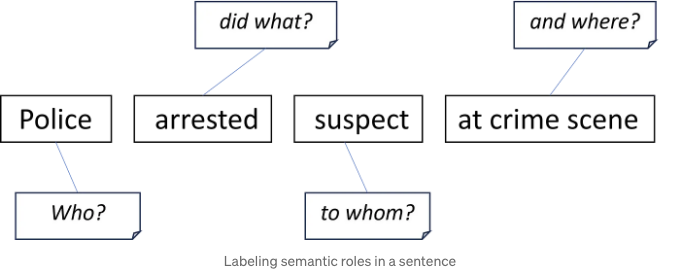 did what?
and where?
Police
arrested
suspect
at crime scene
Who?
to whom?
Labeling semantic roles in a sentence